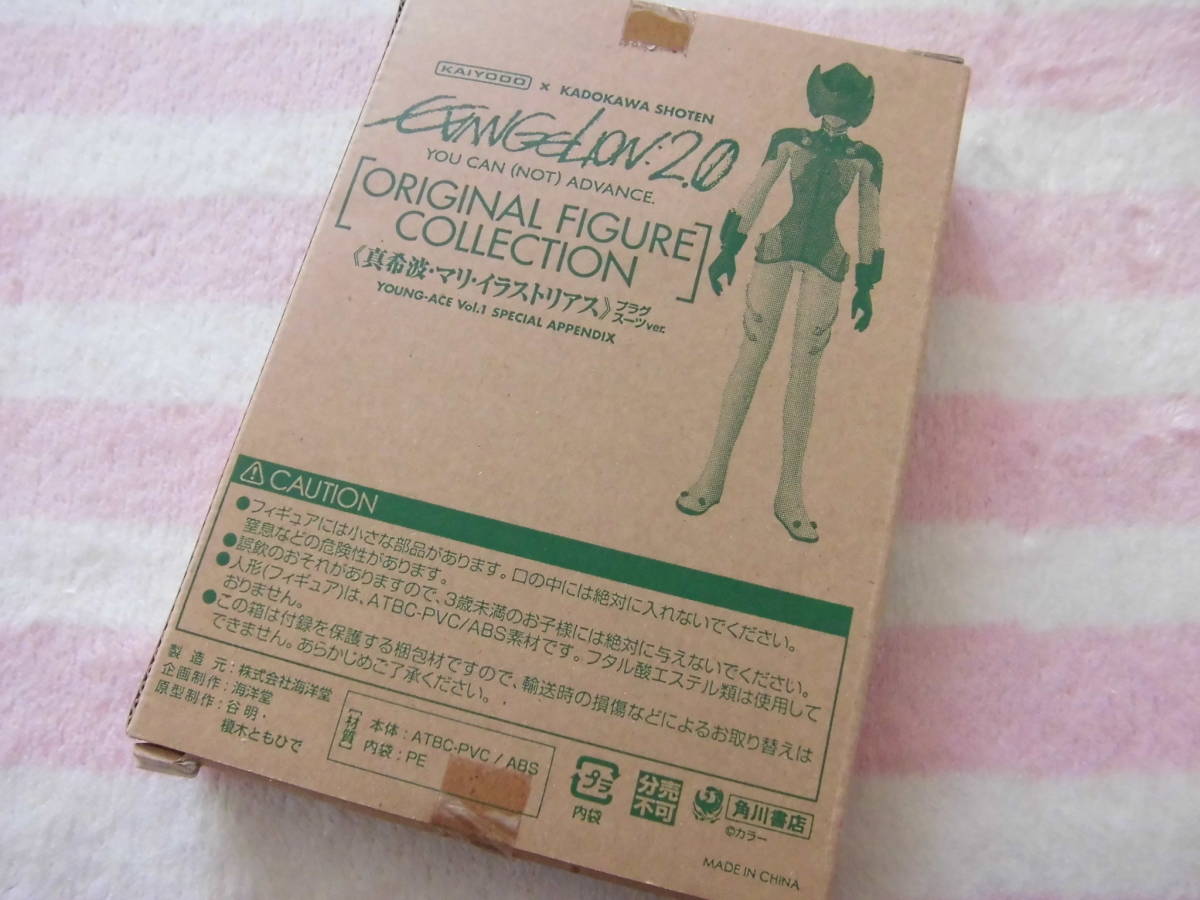 KAIYODO × KADOKAWA SHOTEN
EVANGELION:2.0
YOU CAN (NOT) ADVANCE.
[ORIGINAL FIGURE
COLLECTION]
《真希波・マリ・イラストリアス》プラグスーツver.
YOUNG-ACE Vol.1 SPECIAL APPENDIX
CAUTION
●フィギュアには小さな部品があります。口の中には絶対に入れないでください。
窒息などの危険性があります。
●誤飲のおそれがありますので、3歳未満のお子様には絶対に与えないでください。
●人形(フィギュア)は、ATBC-PVC/ABS素材です。フタル酸エステル類は使用して
おりません。
●この箱は付録を保護する梱包材ですので、輸送時の損傷などによるお取り替えは
できません。あらかじめご了承ください。
製造元:株式会社海洋堂
企画制作:海洋堂
原型制作:谷明・
榎木ともひで
[材質]
本体:ATBC-PVC/ABS
内袋:PE
プラ
内袋
分売
不可
角川書店
©カラー
MADE IN CHINA